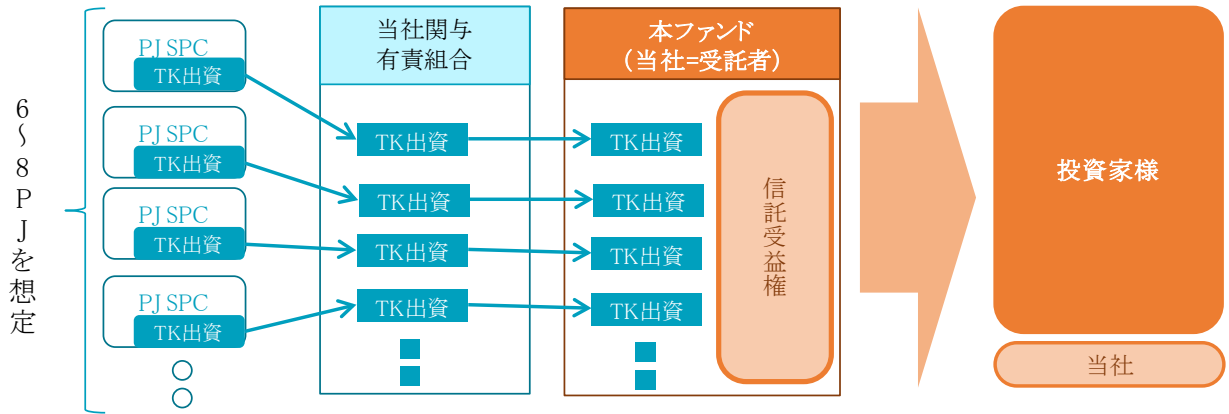 6～8PJを想定
PJ SPC
TK出資
PJ SPC
TK出資
PJ SPC
TK出資
PJ SPC
TK出資
当社関与
有責組合
TK出資
TK出資
TK出資
TK出資
本ファンド
（当社=受託者）
TK出資
TK出資
TK出資
TK出資
信託受益権
投資家様
当社